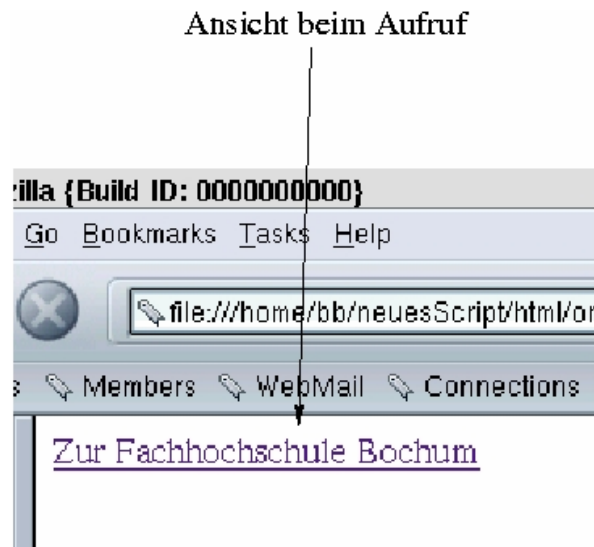 Ansicht beim Aufruf
zilla {Build ID: 0000000000}
Go Bookmarks Tasks Help
file:///home/bb/neuesScript/html/or
s Members WebMail Connections
Zur Fachhochschule Bochum